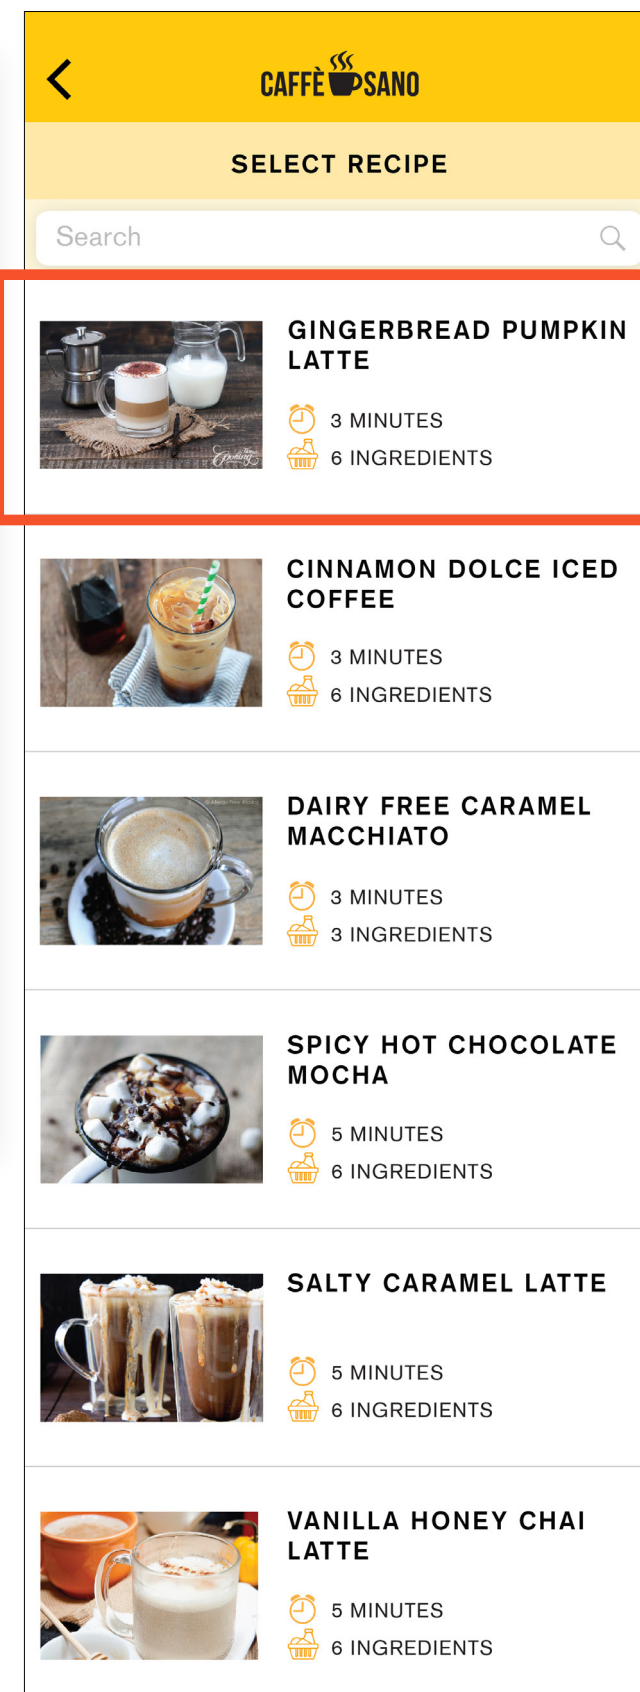 CAFFÈ SANO
SELECT RECIPE
Search
GINGERBREAD PUMPKIN
LATTE
3 MINUTES
6 INGREDIENTS
Cooking
CINNAMON DOLCE ICED
COFFEE
3 MINUTES
6 INGREDIENTS
DAIRY FREE CARAMEL
MACCHIATO
3 MINUTES
3 INGREDIENTS
SPICY HOT CHOCOLATE
MOCHA
5 MINUTES
6 INGREDIENTS
SALTY CARAMEL LATTE
5 MINUTES
6 INGREDIENTS
VANILLA HONEY CHAI
LATTE
5 MINUTES
6 INGREDIENTS